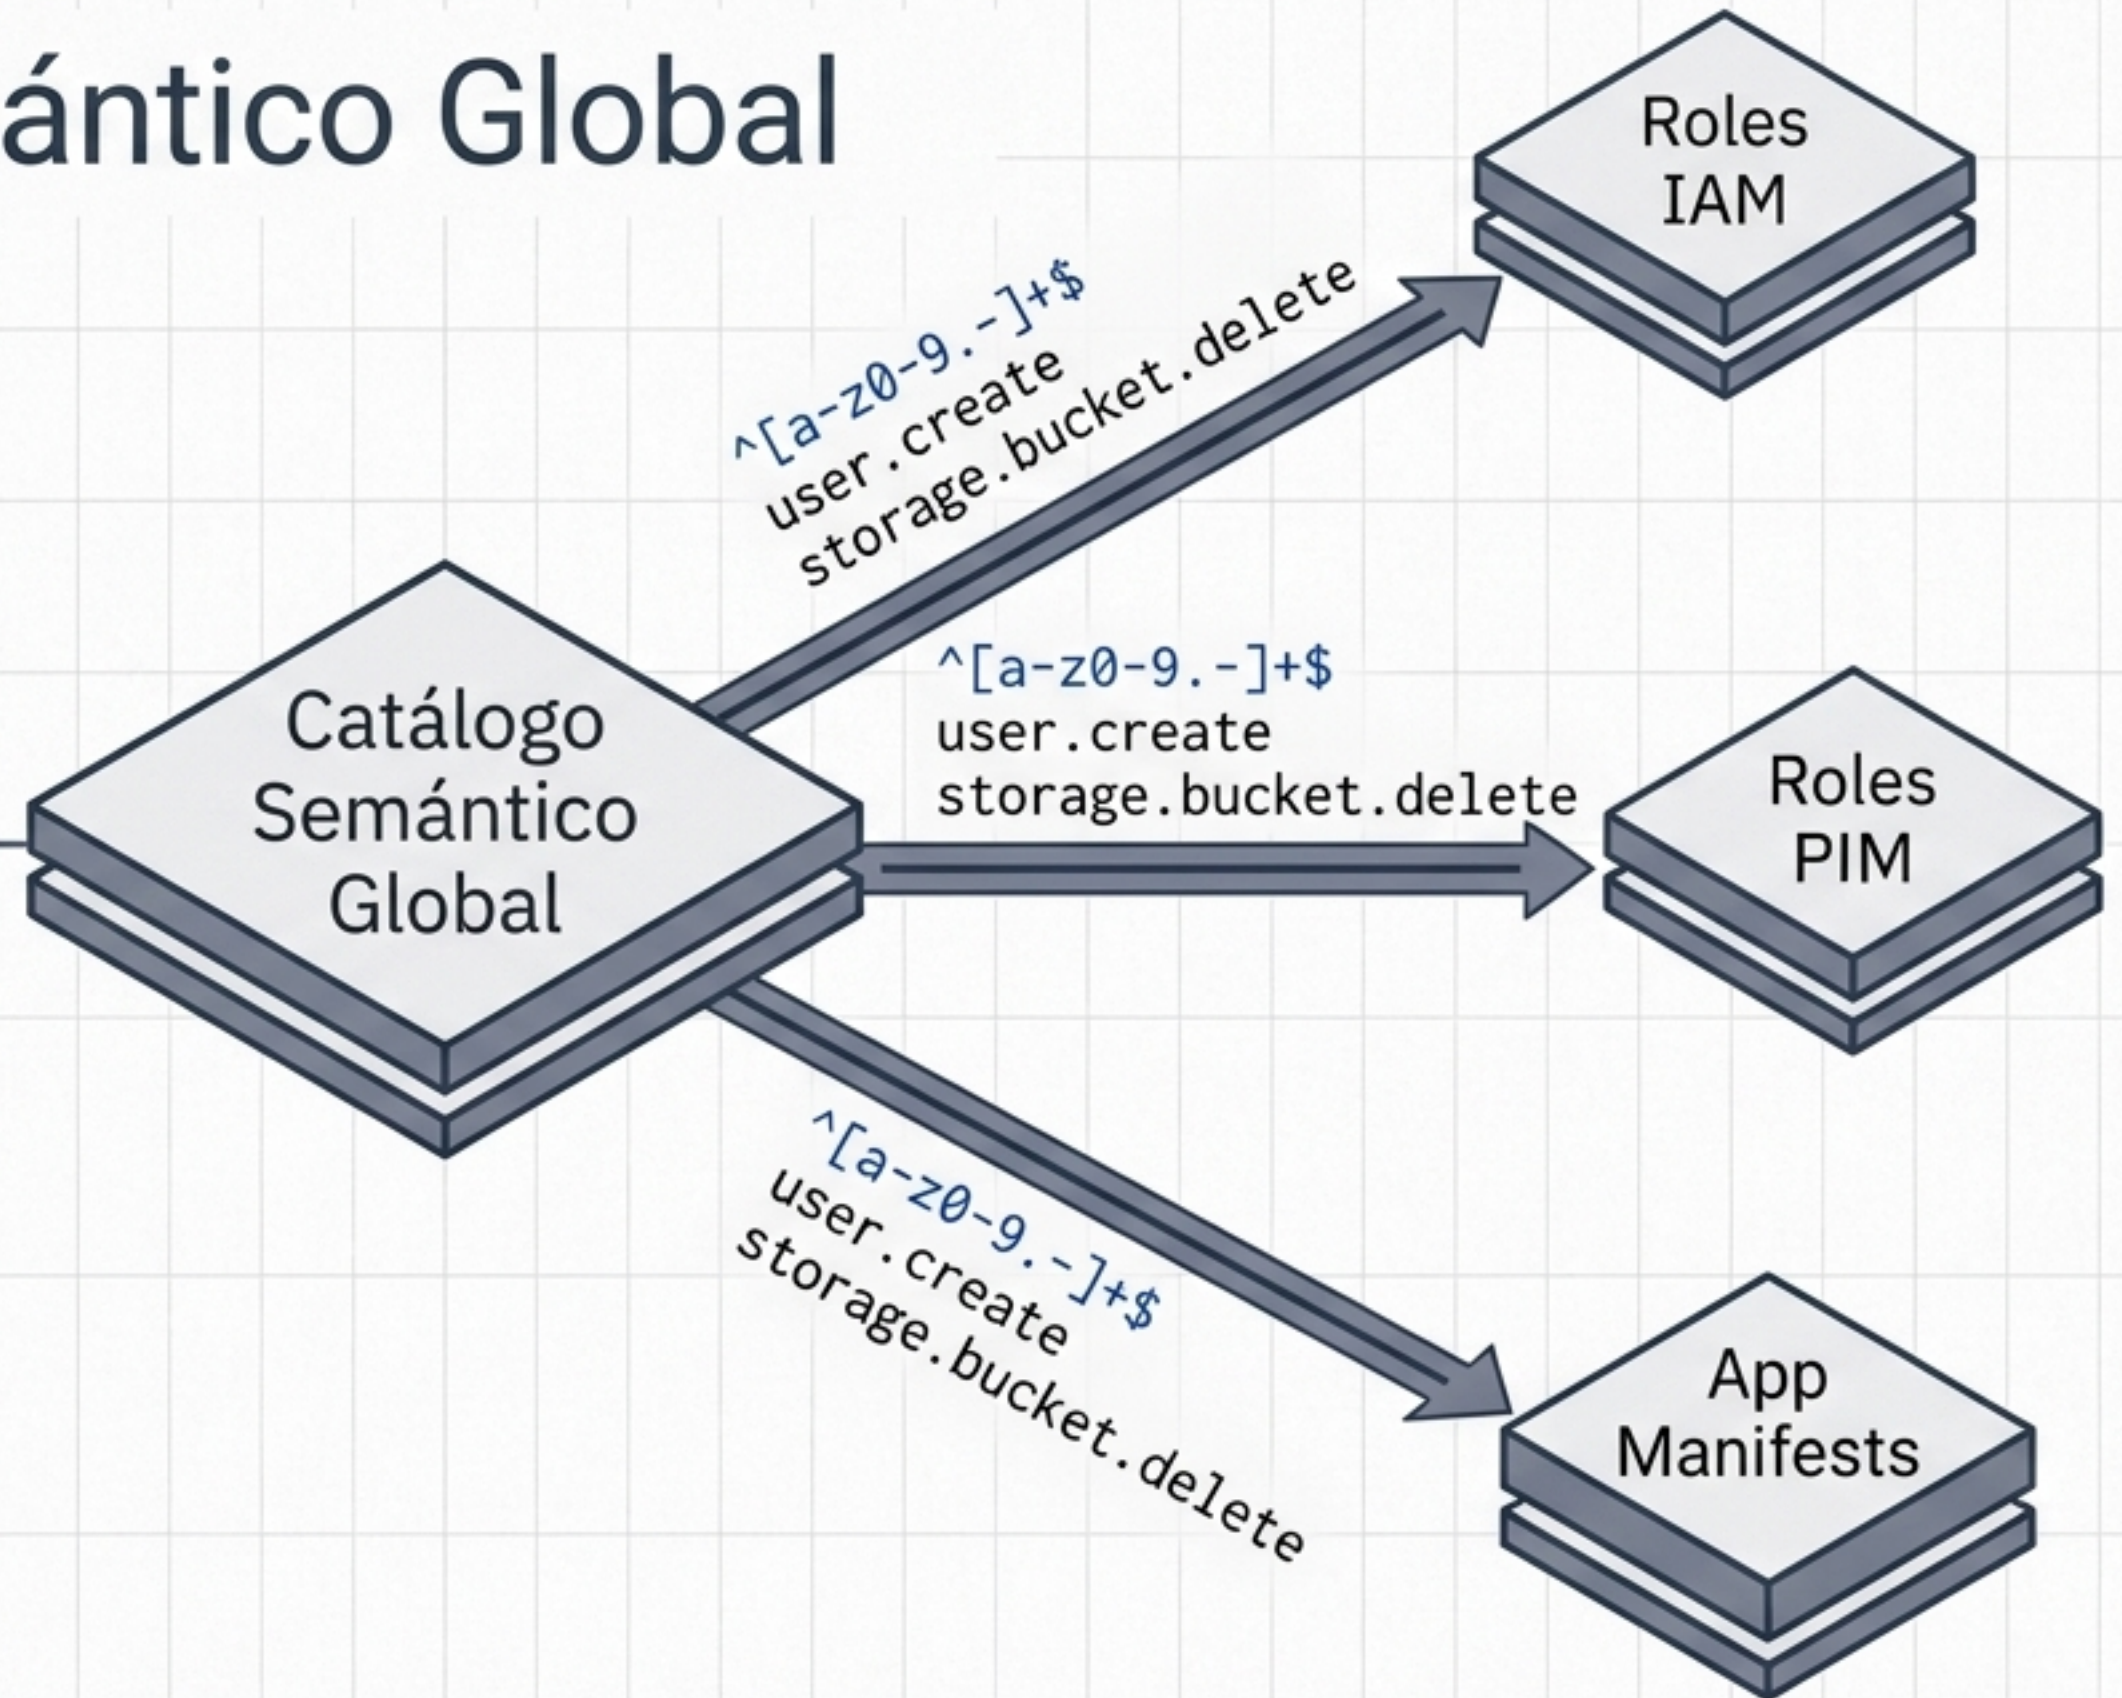 ántico Global
Roles
IAM
^[a-z0-9.-]+$
user.create
storage.bucket.delete
Catálogo
Semántico
Global
^[a-z0-9.-]+$
user.create
storage.bucket.delete
Roles
PIM
^[a-z0-9.-]+$
user.create
storage.bucket.delete
App
Manifests